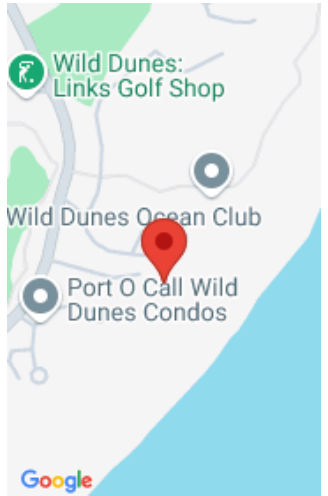 Wild Dunes:
Links Golf Shop
Wild Dunes Ocean Club
Port O Call Wild
Dunes Condos
Google